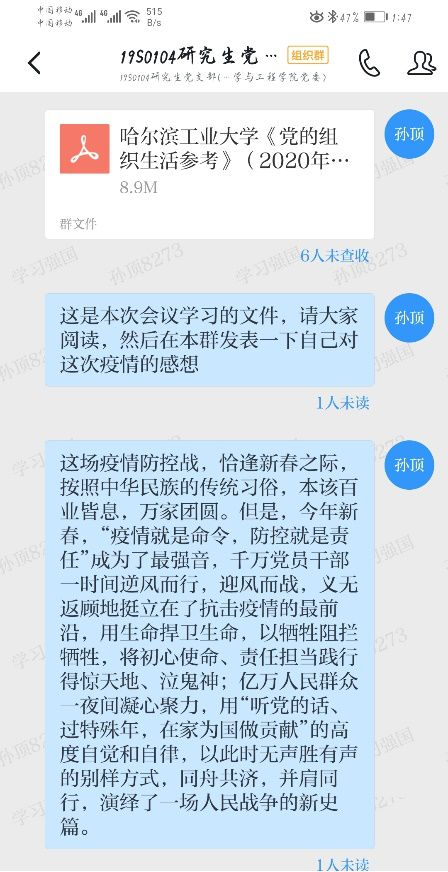 中国移动 4G 4G 515 B/s 47% 1:47
中国移动
19S0104研究生党 … 组织群
19S0104研究生党支部(…学与工程学院党委)
孙顶
哈尔滨工业大学《党的组
织生活参考》（2020年…
8.9M
群文件
6人未查收
孙顶
这是本次会议学习的文件，请大家
阅读，然后在本群发表一下自己对
这次疫情的感想
1人未读
孙顶
这场疫情防控战，恰逢新春之际，
按照中华民族的传统习俗，本该百
业皆息，万家团圆。但是，今年新
春，“疫情就是命令，防控就是责
任”成为了最强音，千万党员干部
一时间逆风而行，迎风而战，义无
返顾地挺立在了抗击疫情的最前
沿，用生命捍卫生命，以牺牲阻拦
牺牲，将初心使命、责任担当践行
得惊天地、泣鬼神；亿万人民群众
一夜间凝心聚力，用“听党的话、
过特殊年，在家为国做贡献”的高
度自觉和自律，以此时无声胜有声
的别样方式，同舟共济，并肩同
行，演绎了一场人民战争的新史
篇。
1人未读
学习强国
孙顶8273